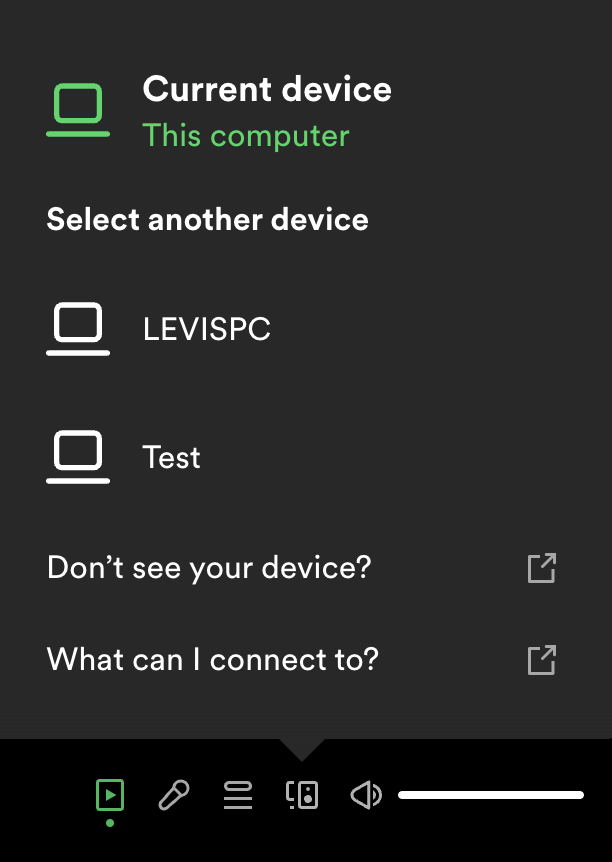 Current device
This computer
Select another device
LEVISPC
Test
Don’t see your device?
What can I connect to?